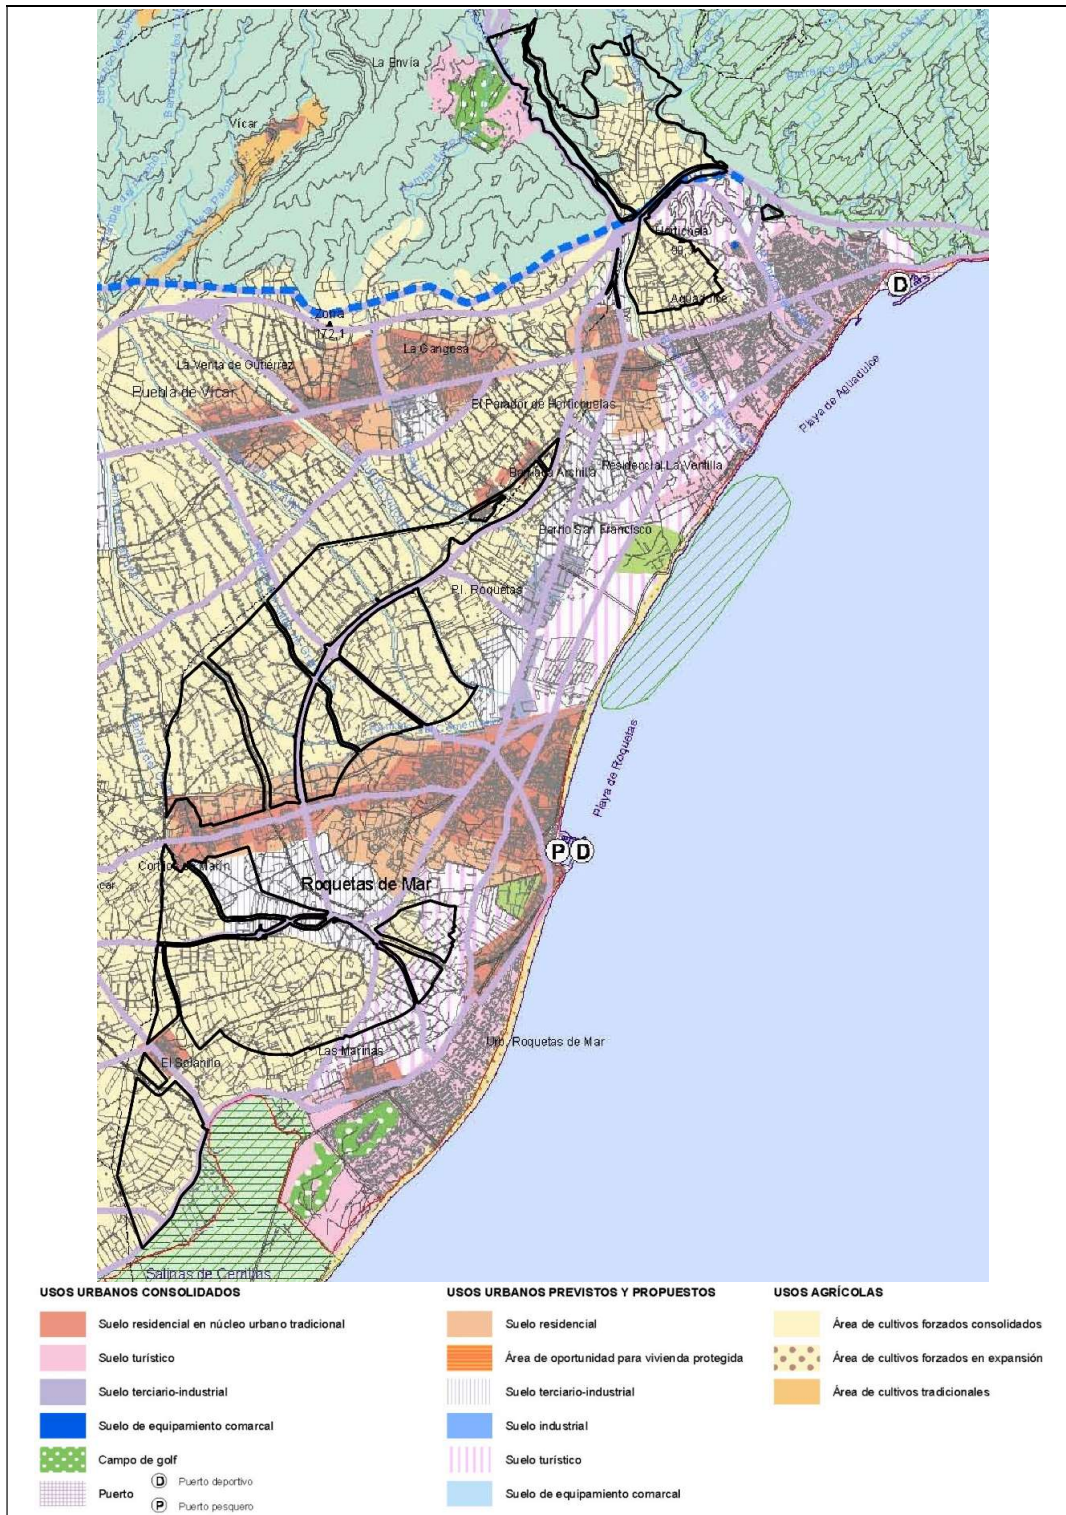 La Envía
Vícar
Hortichuela
Aguadulce
D
Zona
172,1
La Gangosa
La Venta de Gutiérrez
Puebla de Vícar
El Parador de Hortichuelas
Playa de Aguadulce
Residencial La Ventilla
Barrio San Francisco
P.I. Roquetas
Playa de Roquetas
P D
Cortijos de Marín
Roquetas de Mar
Urb. Roquetas de Mar
Las Marinas
El Solanillo
Salinas de Cerrillos
USOS URBANOS CONSOLIDADOS
Suelo residencial en núcleo urbano tradicional
Suelo turístico
Suelo terciario-industrial
Suelo de equipamiento comarcal
Campo de golf
Puerto
D Puerto deportivo
P Puerto pesquero
USOS URBANOS PREVISTOS Y PROPUESTOS
Suelo residencial
Área de oportunidad para vivienda protegida
Suelo terciario-industrial
Suelo industrial
Suelo turístico
Suelo de equipamiento comarcal
USOS AGRÍCOLAS
Área de cultivos forzados consolidados
Área de cultivos forzados en expansión
Área de cultivos tradicionales